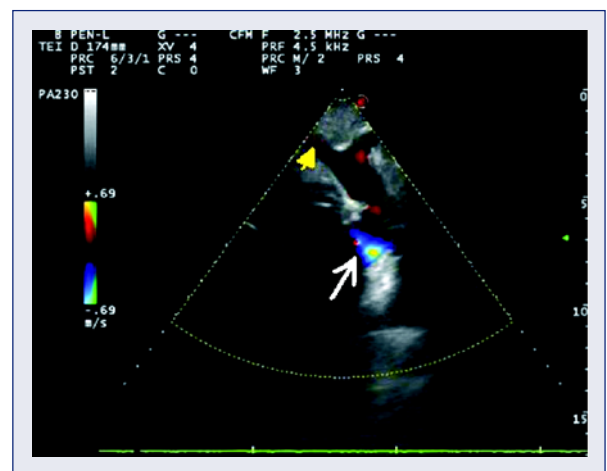 B PEN-L G --- CFM F 2.5 MHz G ---
TEI D 174mm XV 4 PRF 4.5 kHz
PRC 6/3/1 PRS 4 PRC M/ 2 PRS 4
PST 2 C 0 WF 3
PA230
0
+.69
5
-.69
m/s
10
15